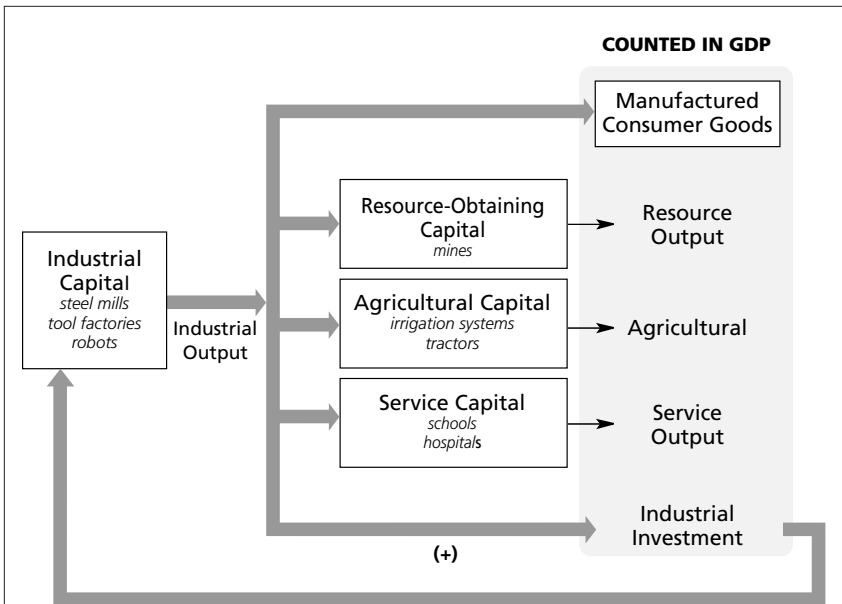 COUNTED IN GDP
Manufactured
Consumer Goods
Resource-Obtaining
Capital
mines
Resource
Output
Industrial
Capital
steel mills
tool factories
robots
Industrial
Output
Agricultural Capital
irrigation systems
tractors
Agricultural
Service Capital
schools
hospitals
Service
Output
Industrial
Investment
(+)